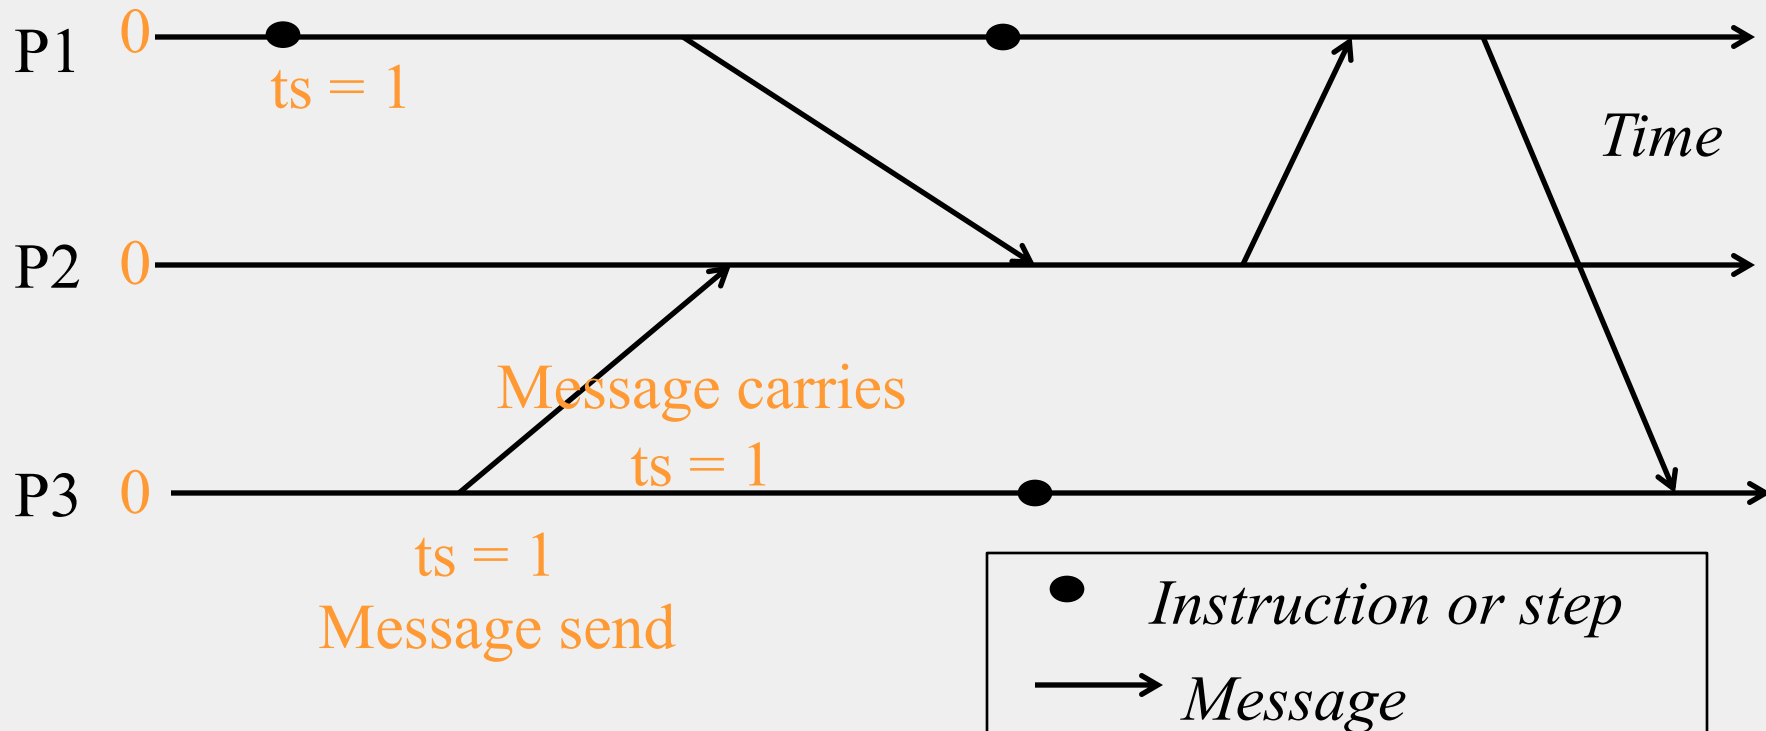 P1 0
ts = 1
Time
P2 0
Message carries
ts = 1
P3 0
ts = 1
Message send
Instruction or step
Message